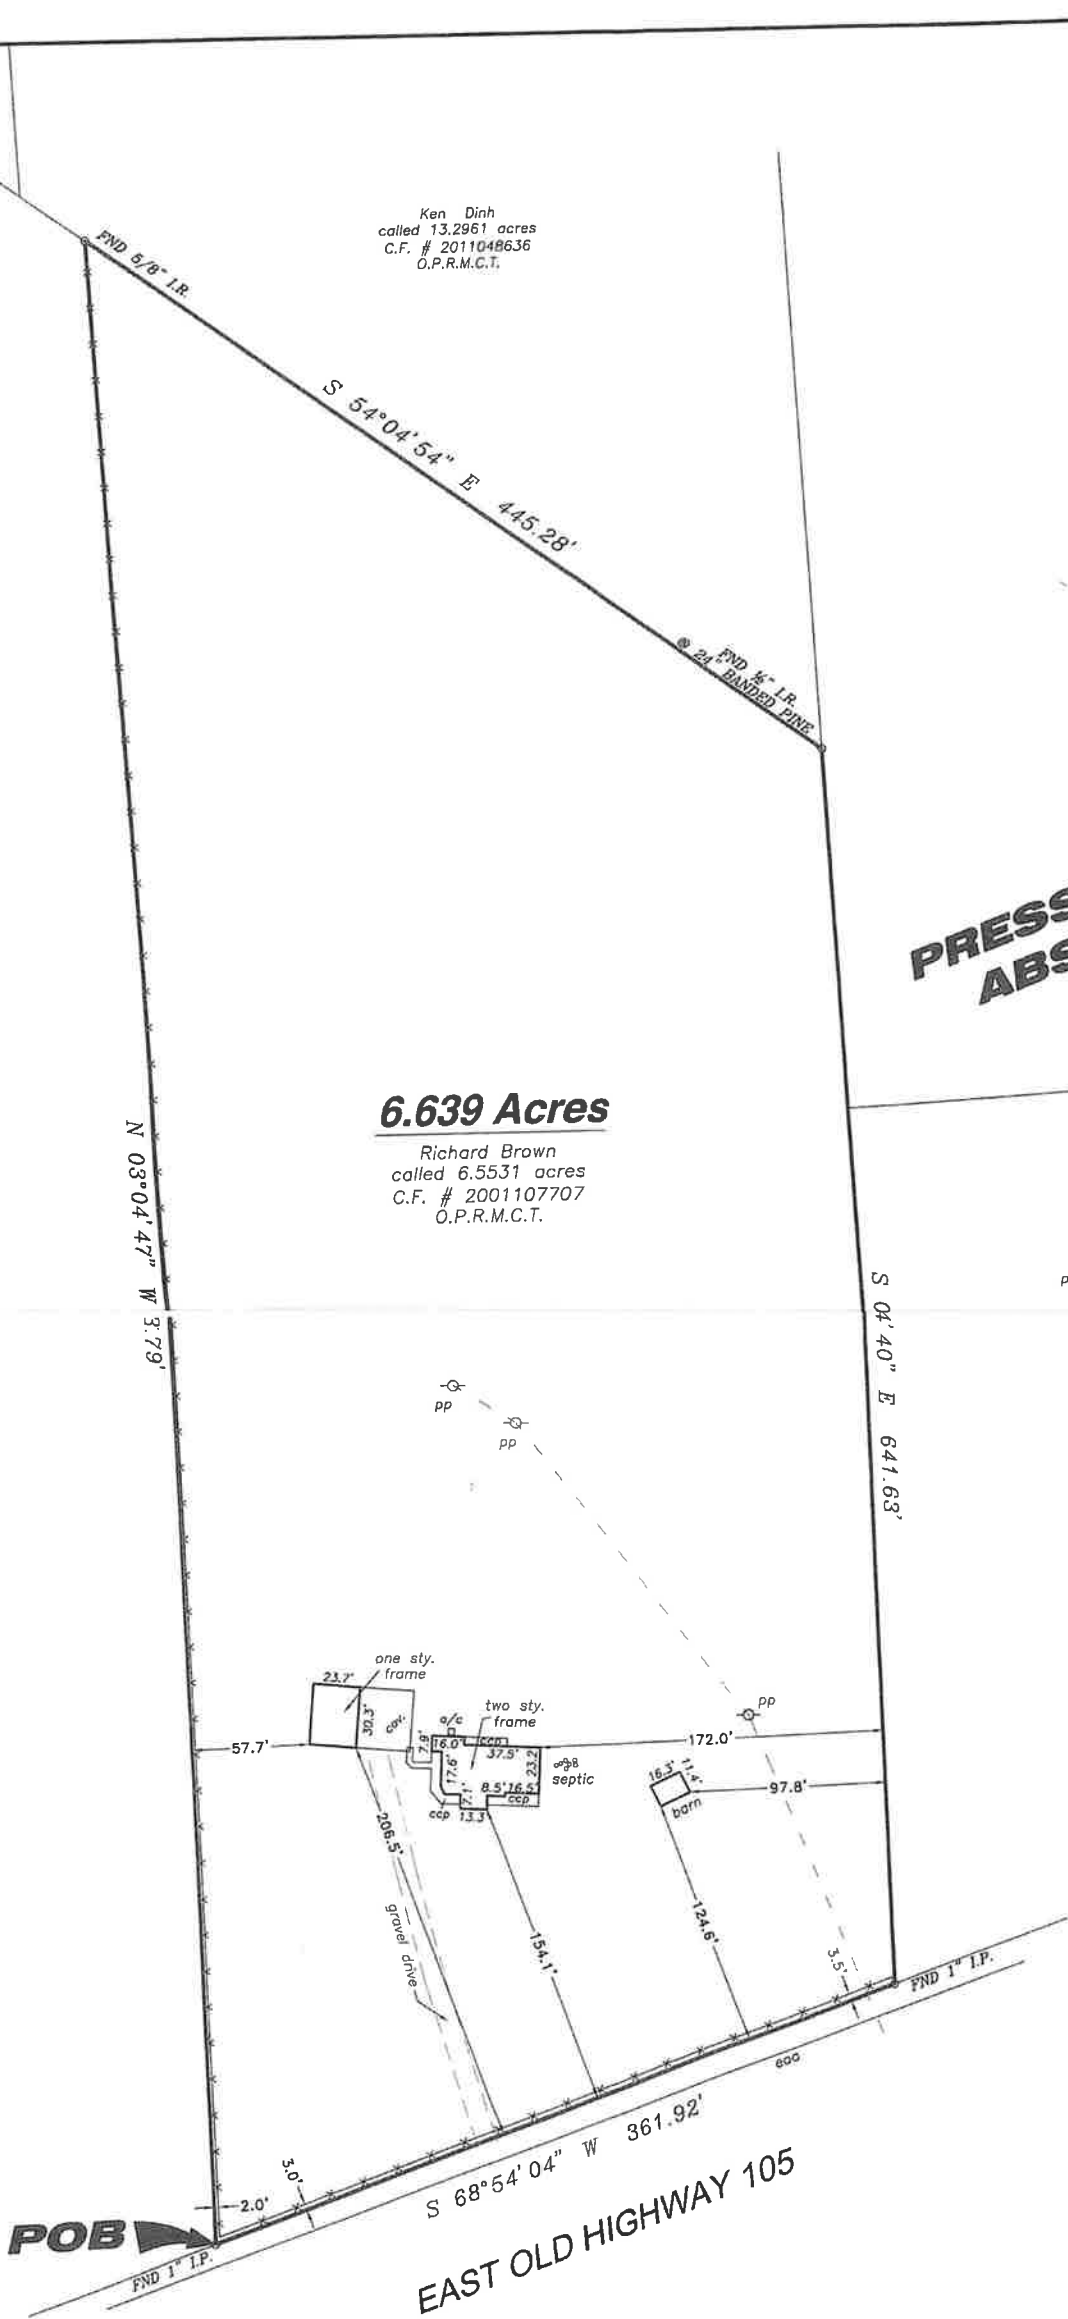 Ken Dinh
called 13.2961 acres
C.F. # 2011048636
O.P.R.M.C.T.
FND 5/8" I.R.
S 54°04'54" E 445.28'
FND ½" I.R.
@ 24" BANDED PINE
PRESS
ABS
6.639 Acres
Richard Brown
called 6.5531 acres
C.F. # 2001107707
O.P.R.M.C.T.
N 03°04'47" W 3.79'
S 04'40" E 641.63'
P
PP
PP
PP
one sty.
frame
23.7'
30.3'
cov.
two sty.
frame
a/c
7.9'
16.0'
ccp
37.5'
17.6'
23.2
8.5'
16.5'
7.1'
ccp
ccp
13.3'
septic
57.7'
172.0'
16.3'
11.4'
barn
97.8'
206.5'
gravel drive
154.1'
124.6'
3.5'
FND 1" I.P.
eoa
S 68°54'04" W 361.92'
3.0'
2.0'
POB
FND 1" I.P.
EAST OLD HIGHWAY 105